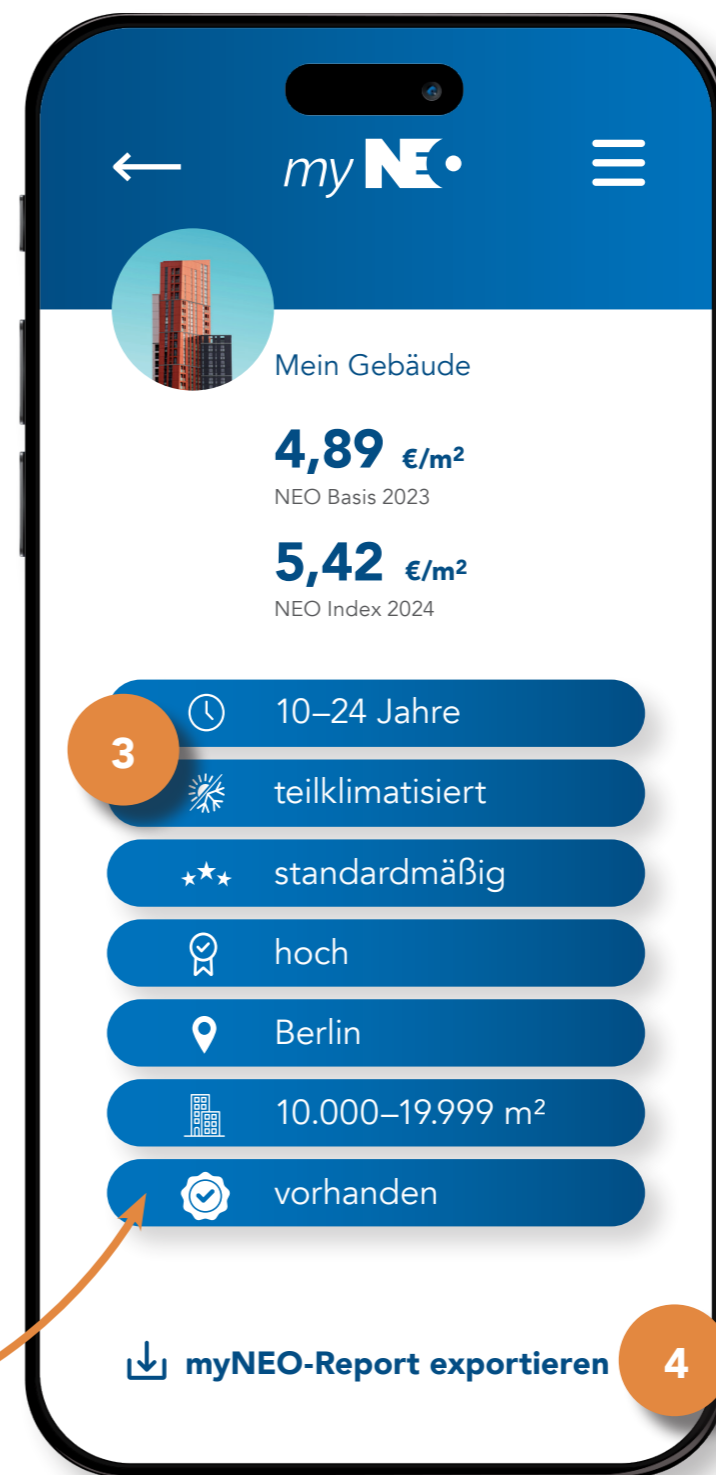 my NEO
Mein Gebäude
4,89 €/m²
NEO Basis 2023
5,42 €/m²
NEO Index 2024
10–24 Jahre
3
teilklimatisiert
standardmäßig
hoch
Berlin
10.000–19.999 m²
vorhanden
myNEO-Report exportieren
4